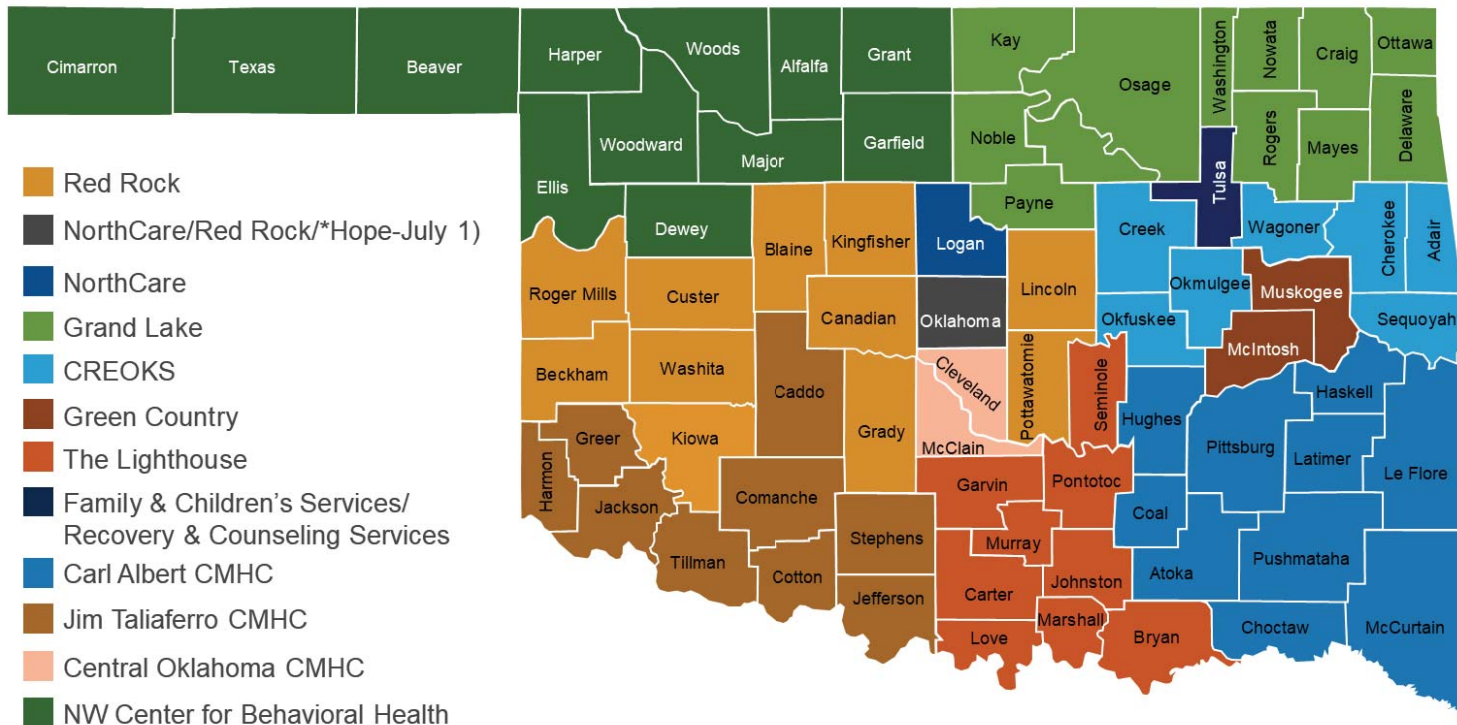 Cimarron
Texas
Beaver
Harper
Woods
Alfalfa
Grant
Kay
Osage
Washington
Nowata
Craig
Ottawa
Ellis
Woodward
Major
Garfield
Noble
Rogers
Mayes
Delaware
Dewey
Blaine
Kingfisher
Logan
Payne
Creek
Tulsa
Wagoner
Cherokee
Adair
Roger Mills
Custer
Canadian
Oklahoma
Lincoln
Okfuskee
Okmulgee
Muskogee
McIntosh
Sequoyah
Beckham
Washita
Caddo
Grady
Cleveland
McClain
Pottawatomie
Seminole
Hughes
Pittsburg
Haskell
Latimer
Le Flore
Harmon
Greer
Kiowa
Jackson
Tillman
Comanche
Cotton
Stephens
Jefferson
Garvin
Murray
Pontotoc
Coal
Carter
Johnston
Atoka
Pushmataha
Love
Marshall
Bryan
Choctaw
McCurtain
Red Rock
NorthCare/Red Rock/*Hope-July 1)
NorthCare
Grand Lake
CREOKS
Green Country
The Lighthouse
Family & Children’s Services/
Recovery & Counseling Services
Carl Albert CMHC
Jim Taliaferro CMHC
Central Oklahoma CMHC
NW Center for Behavioral Health